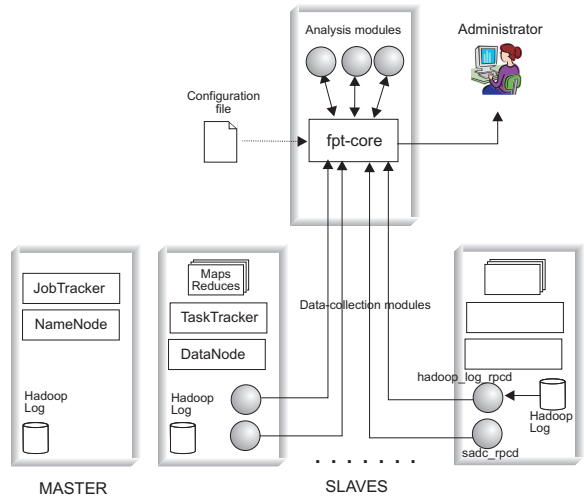 Analysis modules
Administrator
Configuration
file
fpt-core
Maps
Reduces
JobTracker
TaskTracker
Data-collection modules
NameNode
DataNode
hadoop_log_rpcd
Hadoop
Log
Hadoop
Log
Hadoop
Log
sadc_rpcd
. . . . . . .
MASTER
SLAVES